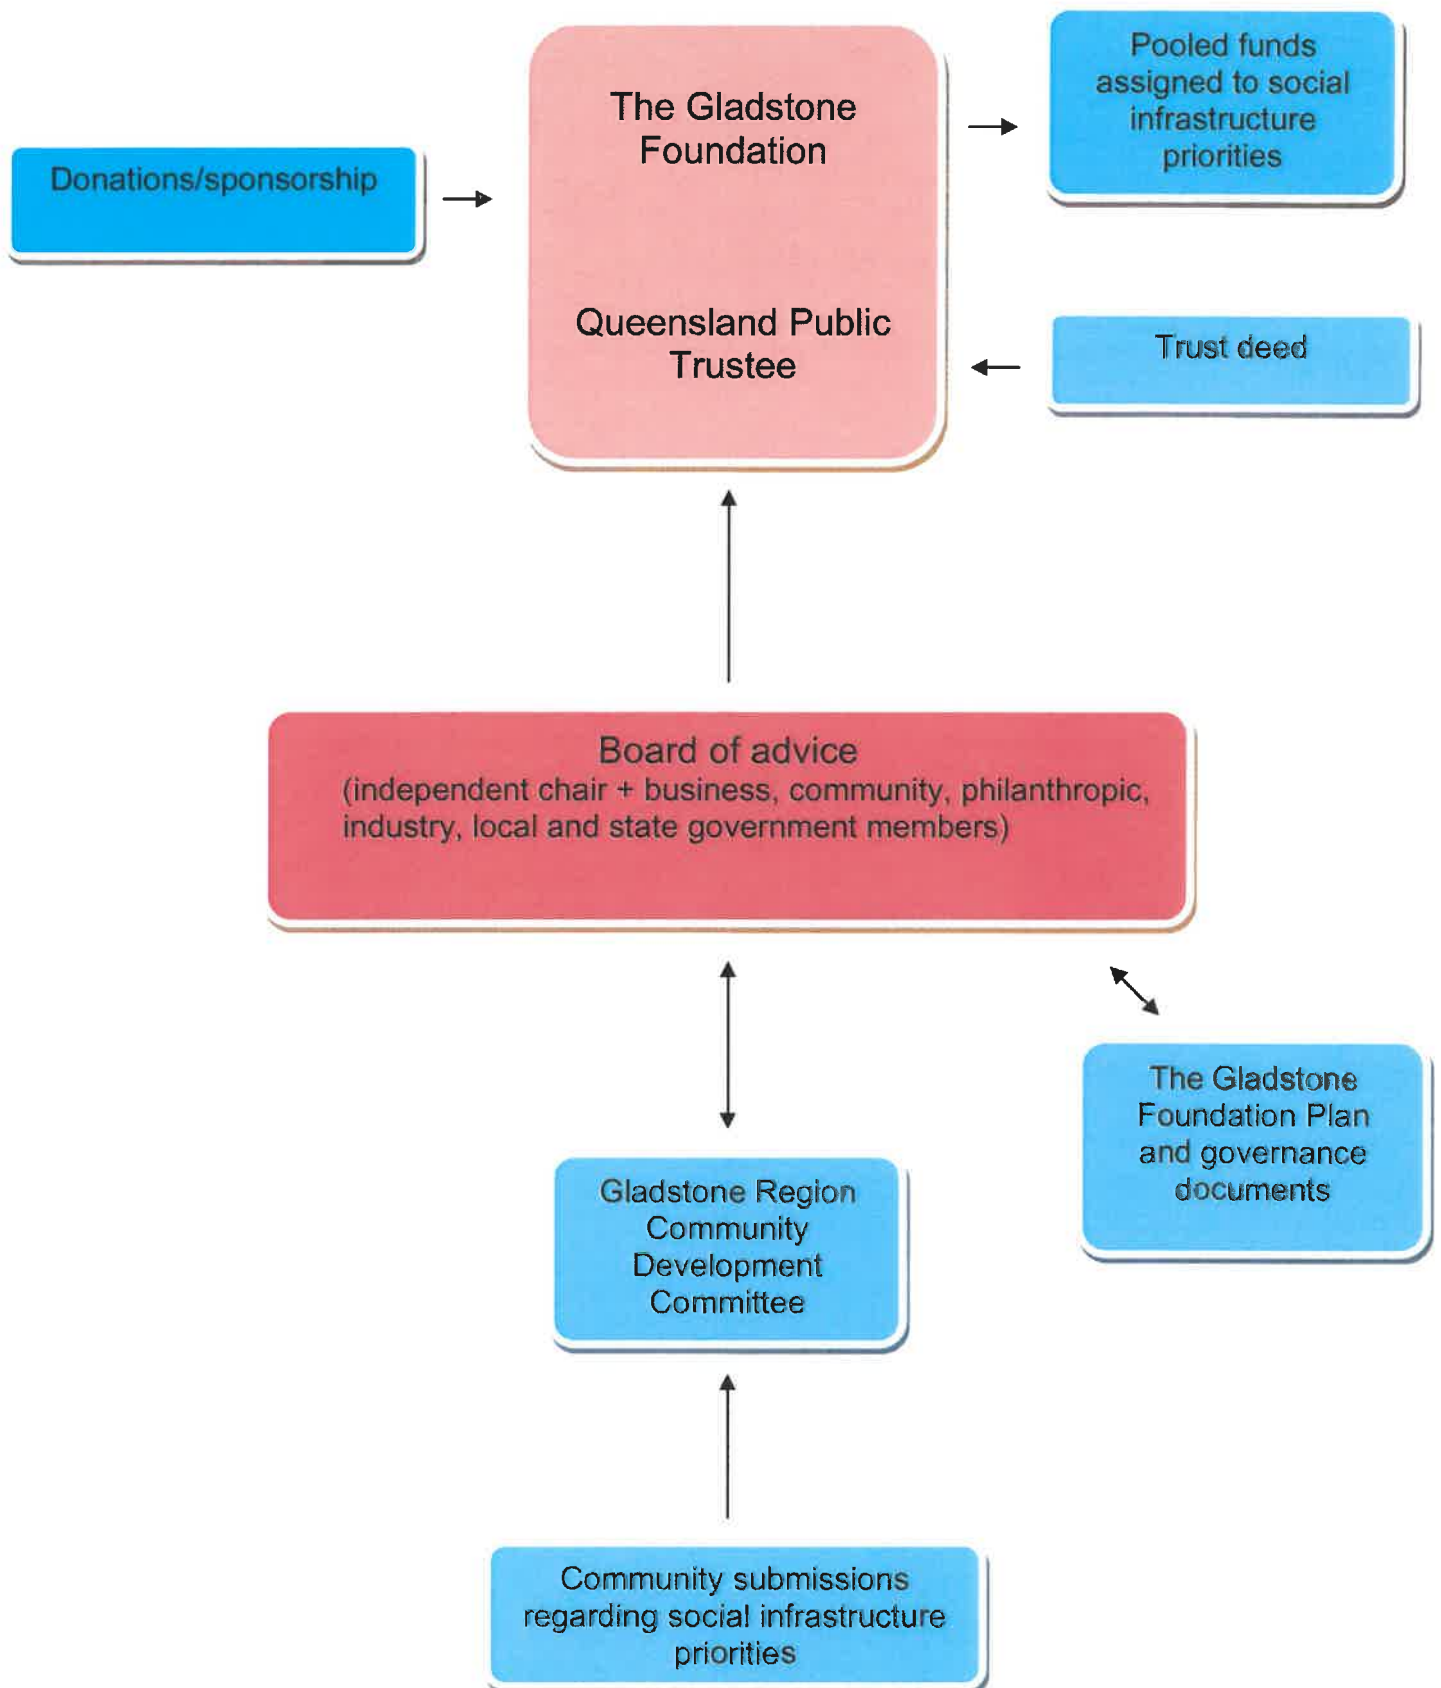 The Gladstone
Foundation
Queensland Public
Trustee
Pooled funds
assigned to social
infrastructure
priorities
Donations/sponsorship
Trust deed
Board of advice
(independent chair + business, community, philanthropic,
industry, local and state government members)
The Gladstone
Foundation Plan
and governance
documents
Gladstone Region
Community
Development
Committee
Community submissions
regarding social infrastructure
priorities